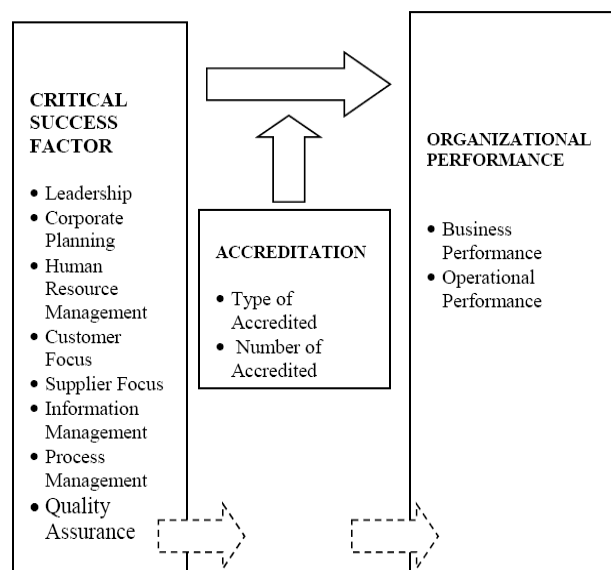 CRITICAL
SUCCESS
FACTOR
• Leadership
• Corporate
Planning
• Human
Resource
Management
• Customer
Focus
• Supplier Focus
• Information
Management
• Process
Management
• Quality
Assurance
ACCREDITATION
• Type of
Accredited
• Number of
Accredited
ORGANIZATIONAL
PERFORMANCE
• Business
Performance
• Operational
Performance